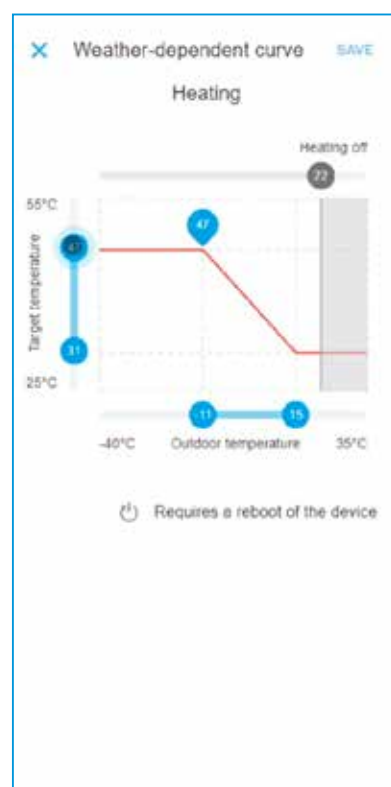 Weather-dependent curve SAVE
Heating
Heating off
22
55°C
47
47
Target temperature
31
25°C
-11 15
-40°C Outdoor temperature 35°C
Requires a reboot of the device